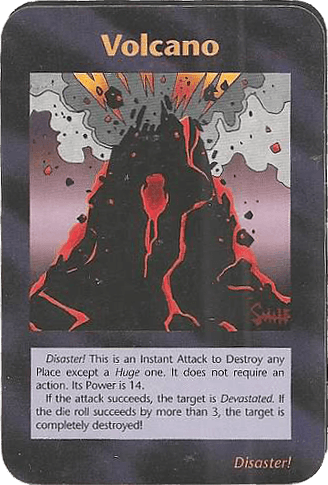 Volcano
Smith
Disaster! This is an Instant Attack to Destroy any
Place except a Huge one. It does not require an
action. Its Power is 14.
If the attack succeeds, the target is Devastated. If
the die roll succeeds by more than 3, the target is
completely destroyed!
Disaster!